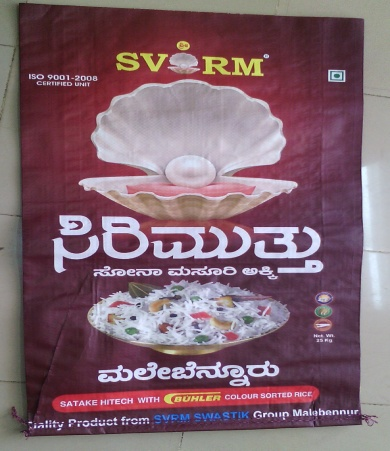 SVRM®
ISO 9001-2008
CERTIFIED UNIT
ಸಿರಿಮುತ್ತು
ಸೋನಾ ಮಸೂರಿ ಅಕ್ಕಿ
Net Wt.
25 Kg
ಮಲೇಬೆನ್ನೂರು
SATAKE HITECH WITH BUHLER COLOUR SORTED RICE
uality Product from SVRM SWASTIK Group Malebennur